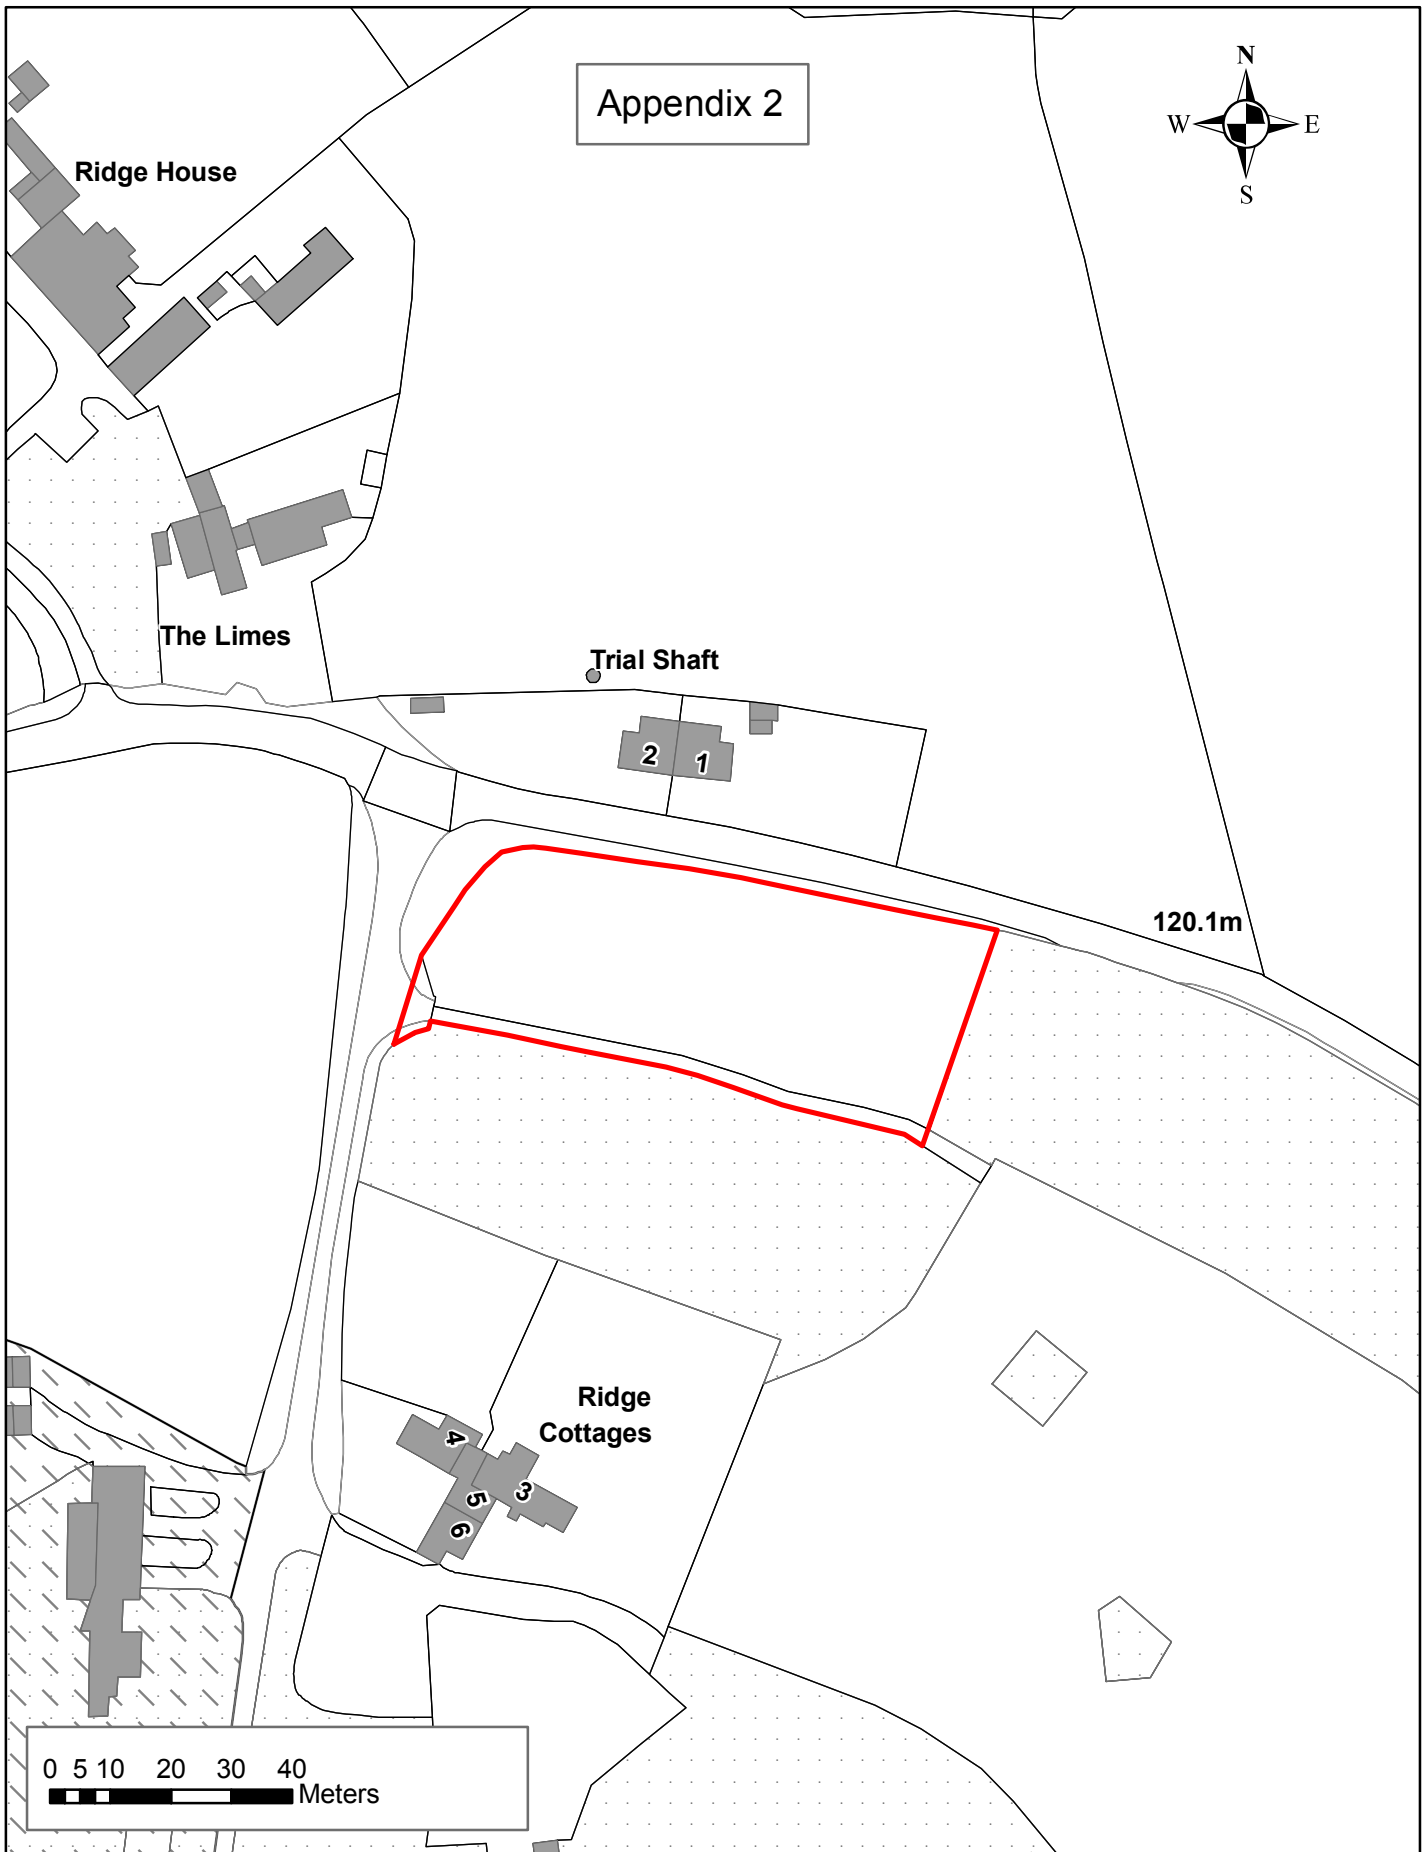 Appendix 2
N
W E
S
Ridge House
The Limes
Trial Shaft
2 1
120.1m
Ridge
Cottages
4
3
5
6
0 5 10 20 30 40
Meters